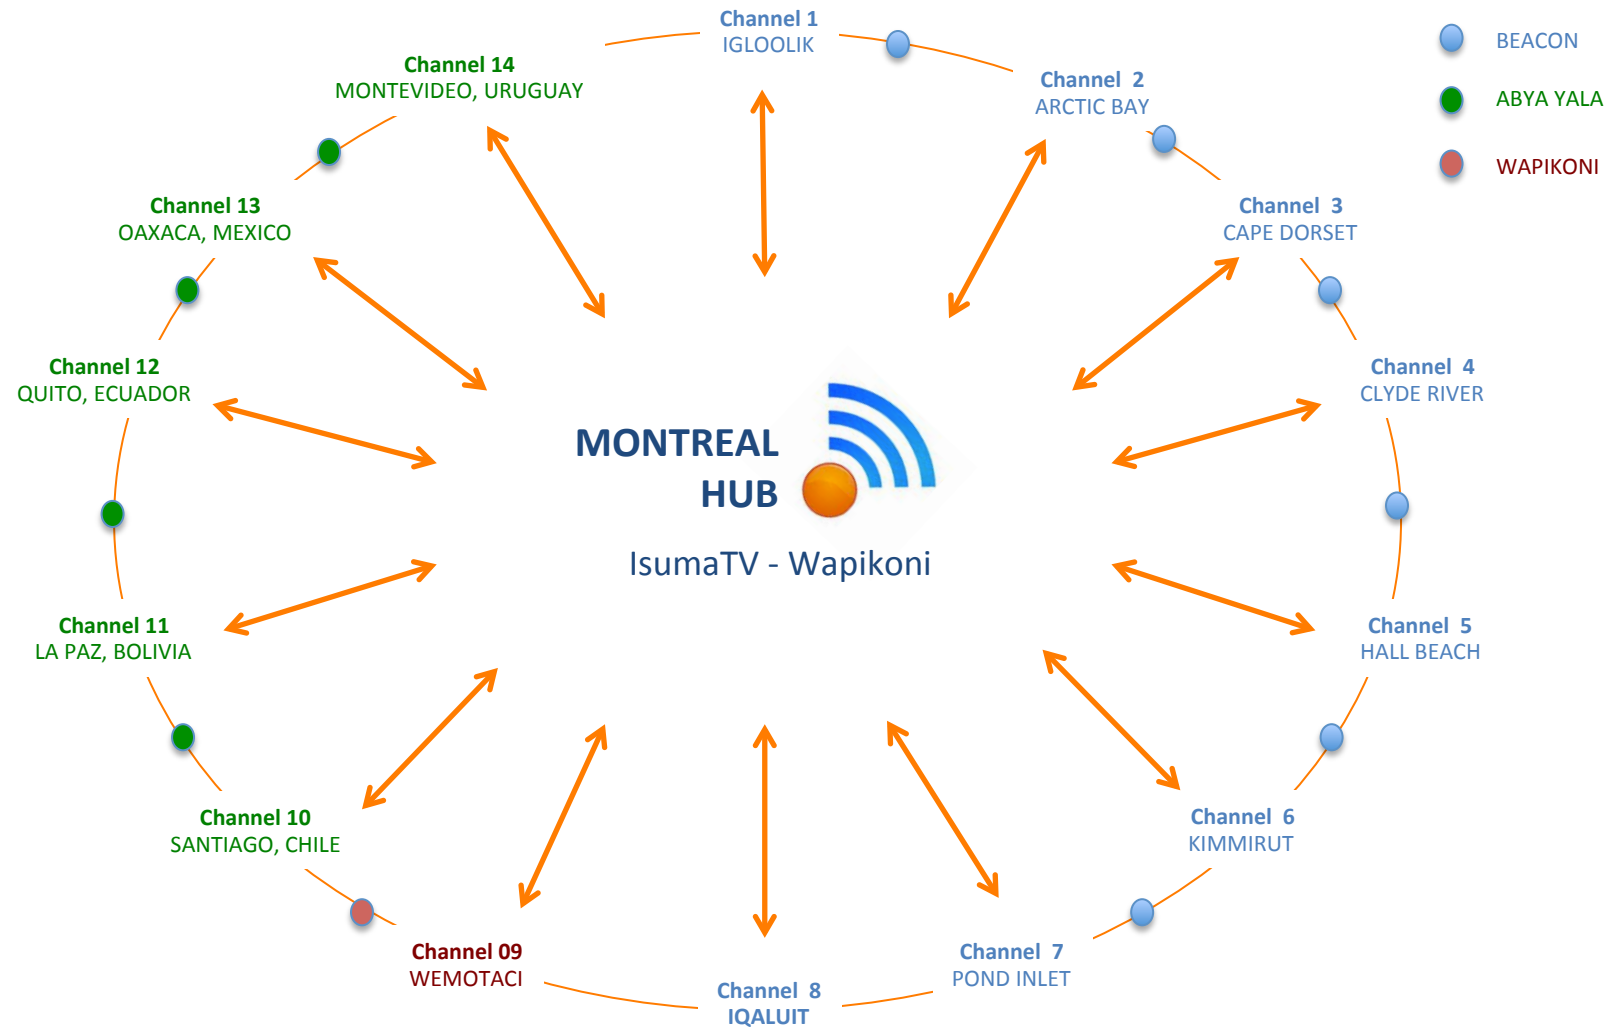 Channel 1
IGLOOLIK
Channel 2
ARCTIC BAY
Channel 3
CAPE DORSET
Channel 4
CLYDE RIVER
Channel 5
HALL BEACH
Channel 6
KIMMIRUT
Channel 7
POND INLET
Channel 8
IQALUIT
Channel 09
WEMOTACI
Channel 10
SANTIAGO, CHILE
Channel 11
LA PAZ, BOLIVIA
Channel 12
QUITO, ECUADOR
Channel 13
OAXACA, MEXICO
Channel 14
MONTEVIDEO, URUGUAY
MONTREAL
HUB
IsumaTV - Wapikoni
BEACON
ABYA YALA
WAPIKONI